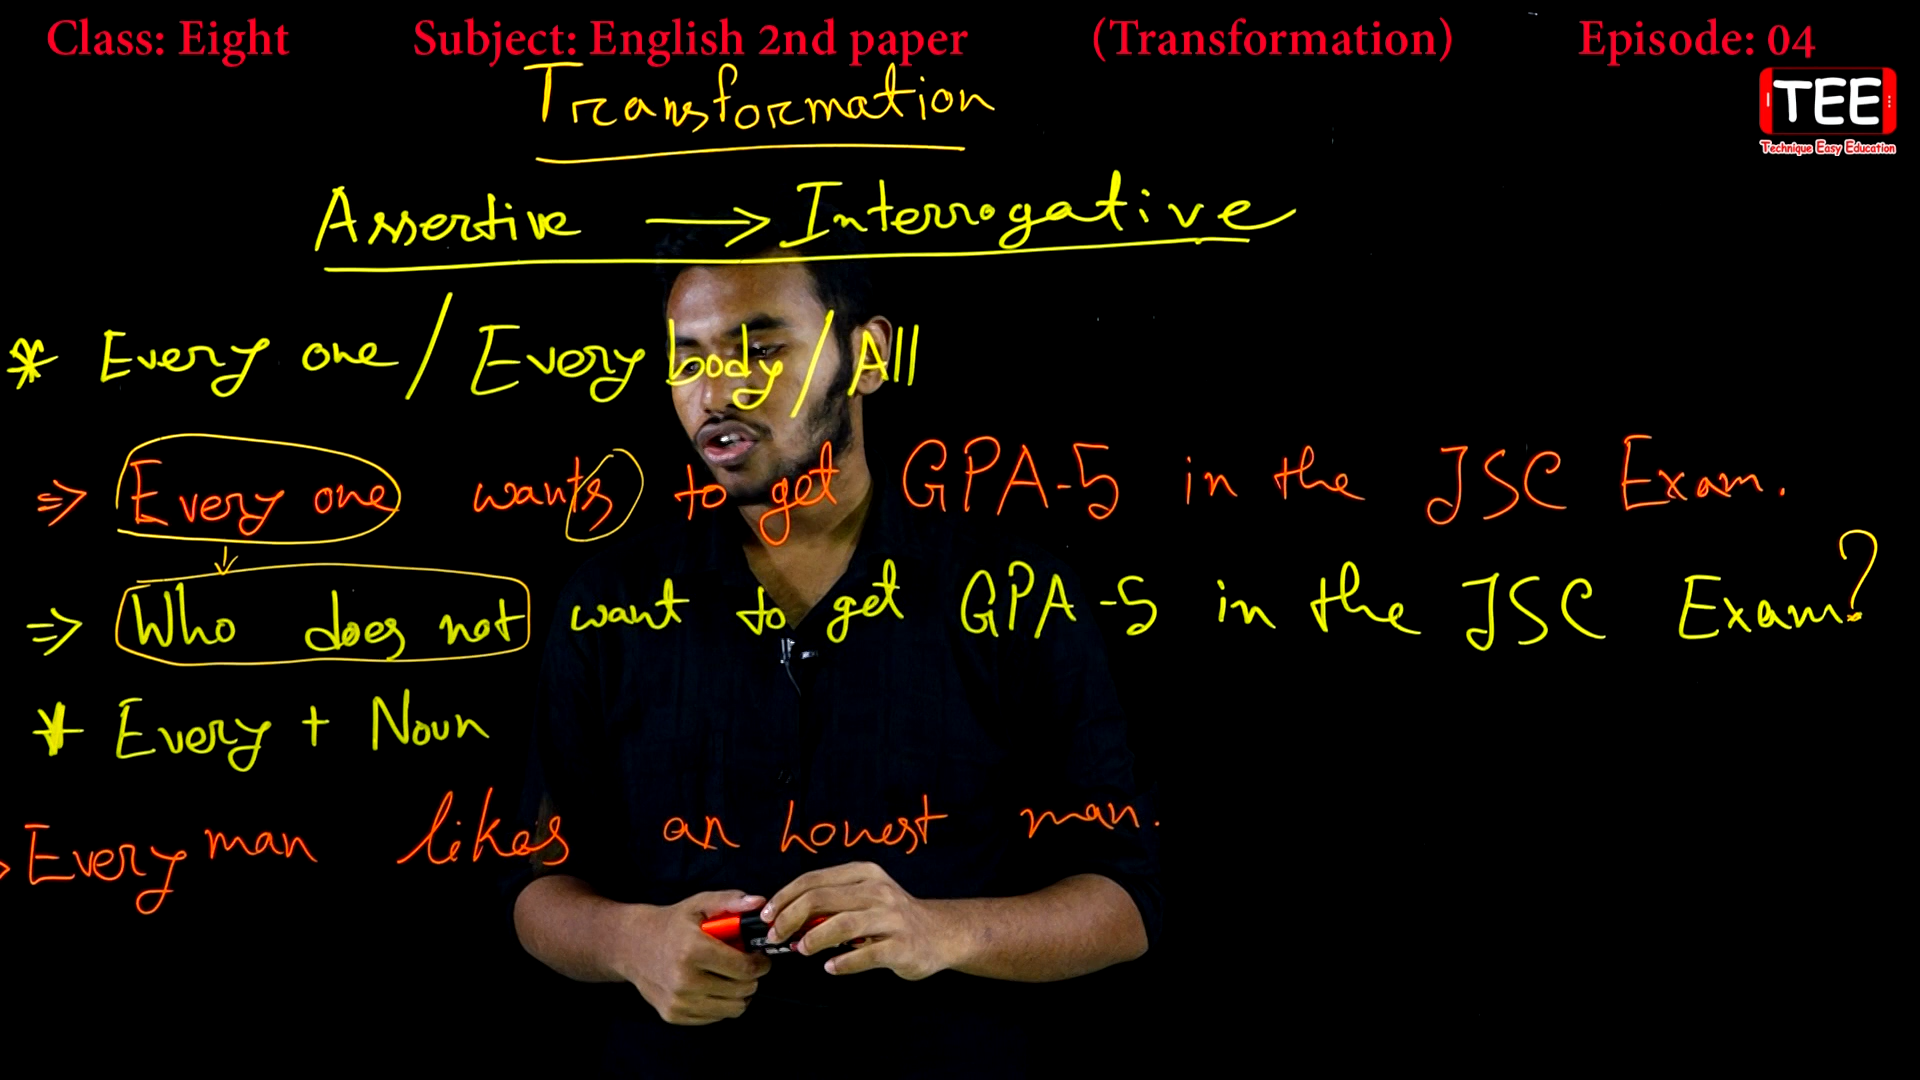 Class: Eight Subject: English 2nd paper (Transformation) Episode: 04
TEE
Technique Easy Education
Transformation
Assertive → Interrogative
* Every one / Every body / All
⇒ Every one wants to get GPA-5 in the JSC Exam.
⇒ Who does not want to get GPA-5 in the JSC Exam?
* Every + Noun
Every man likes an honest man.